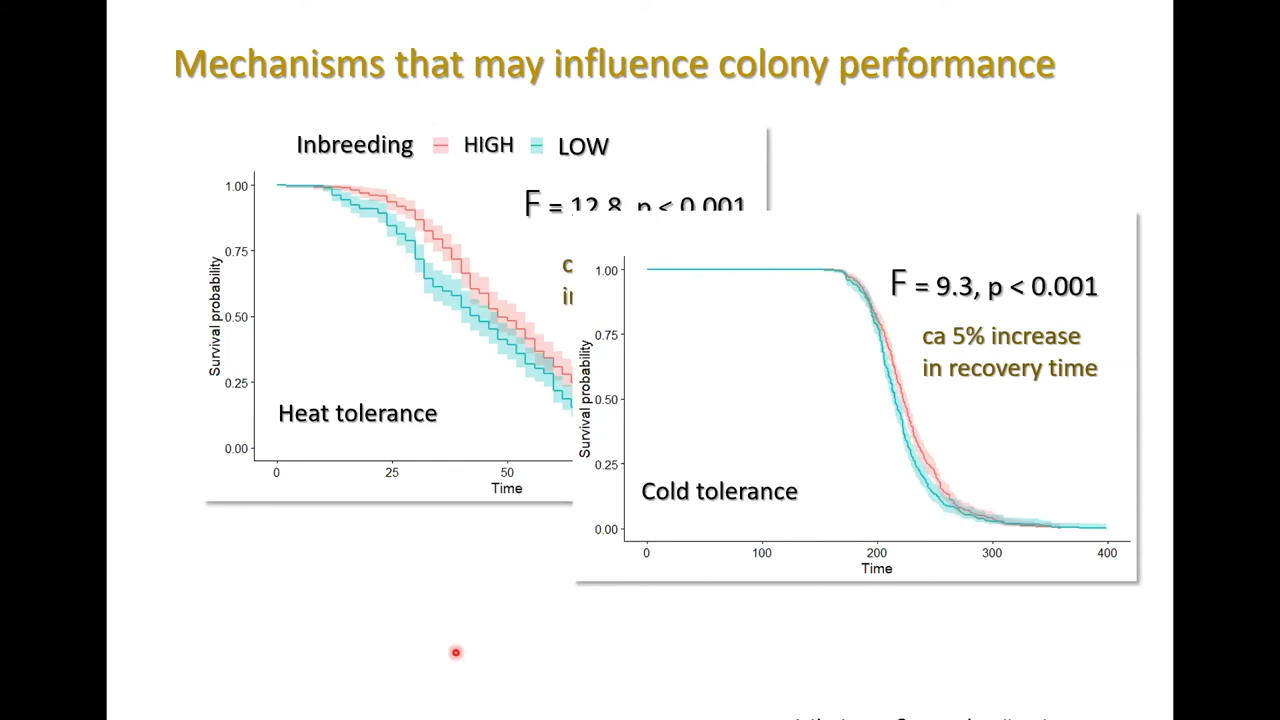 Mechanisms that may influence colony performance
Inbreeding HIGH LOW
F = 12.8, p < 0.001
1.00
0.75
0.50
0.25
0.00
Survival probability
Heat tolerance
0 25 50
Time
F = 9.3, p < 0.001
ca 5% increase
in recovery time
1.00
0.75
0.50
0.25
0.00
Survival probability
Cold tolerance
0 100 200 300 400
Time